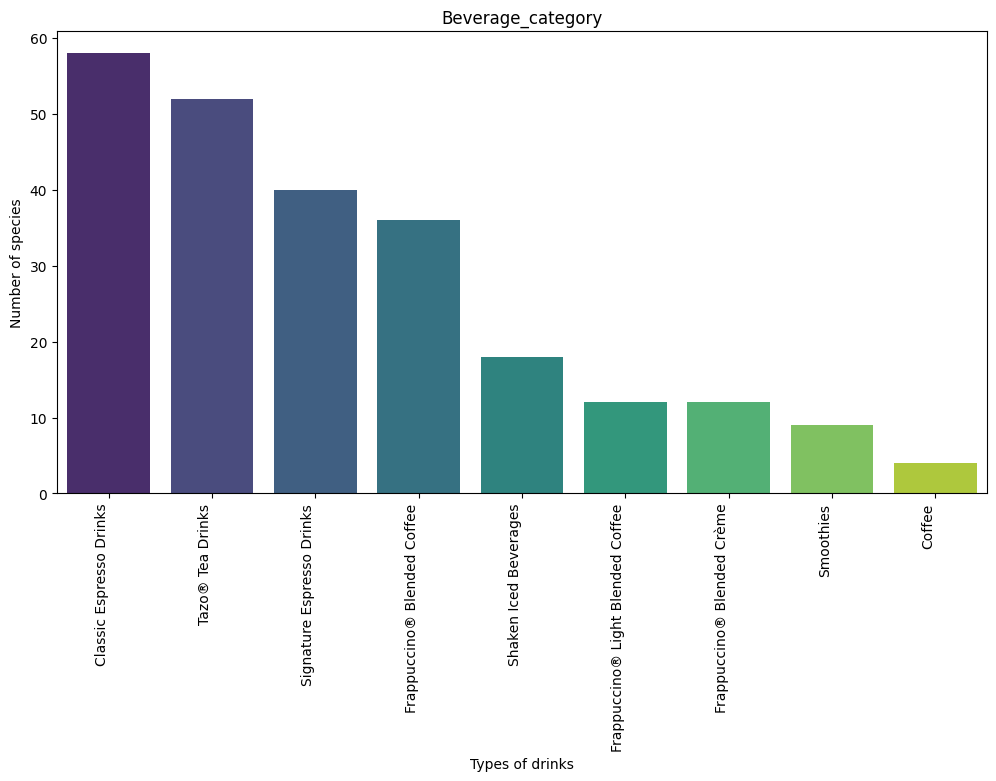 Beverage_category
Number of species
60
50
40
30
20
10
0
Classic Espresso Drinks
Tazo® Tea Drinks
Signature Espresso Drinks
Frappuccino® Blended Coffee
Shaken Iced Beverages
Frappuccino® Light Blended Coffee
Frappuccino® Blended Crème
Smoothies
Coffee
Types of drinks